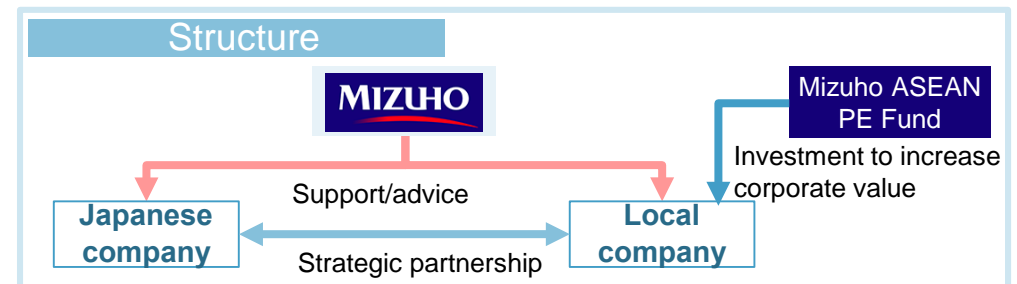 Structure
MIZUHO
Mizuho ASEAN
PE Fund
Investment to increase
corporate value
Support/advice
Japanese
company
Local
company
Strategic partnership